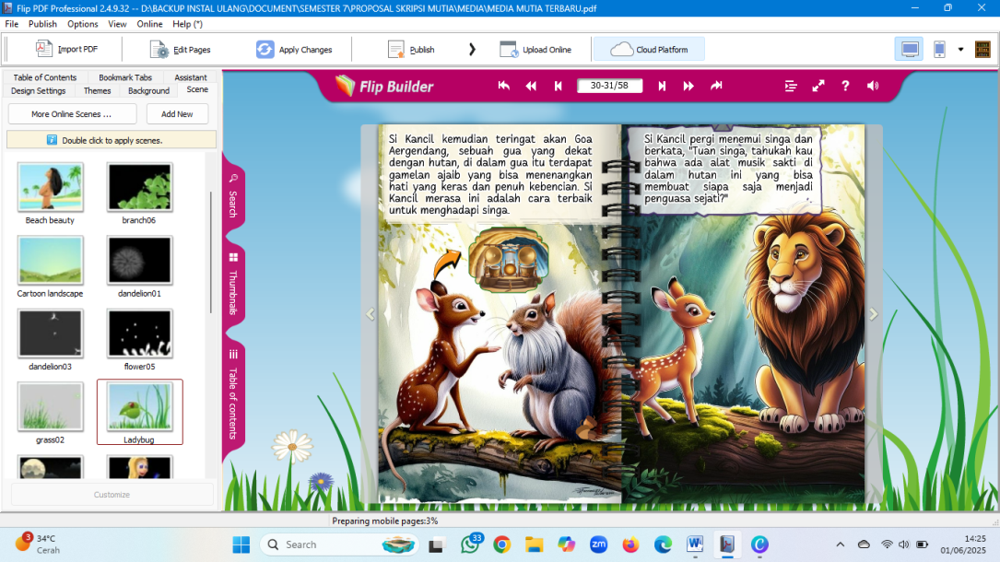 Flip PDF Professional 2.4.9.32 -- D:\BACKUP INSTAL ULANG\DOCUMENT\SEMESTER 7\PROPOSAL SKRIPSI MUTIA\MEDIA\MEDIA MUTIA TERBARU.pdf
File Publish Options View Online Help (*)
Import PDF Edit Pages Apply Changes Publish Upload Online Cloud Platform
Table of Contents Bookmark Tabs Assistant
Design Settings Themes Background Scene
More Online Scenes ... Add New
Double click to apply scenes.
Beach beauty branch06
Cartoon landscape dandelion01
dandelion03 flower05
grass02 Ladybug
Customize
Flip Builder 30-31/58
Search
Thumbnails
Table of contents
Si Kancil kemudian teringat akan Goa
Aergendang, sebuah gua yang dekat
dengan hutan, di dalam gua itu terdapat
gamelan ajaib yang bisa menenangkan
hati yang keras dan penuh kebencian. Si
Kancil merasa ini adalah cara terbaik
untuk menghadapi singa.
Si Kancil pergi menemui singa dan
berkata, "Tuan singa, tahukah kau
bahwa ada alat musik sakti di
dalam hutan ini yang bisa
membuat siapa saja menjadi
penguasa sejati?"
Preparing mobile pages:3%
3
34°C
Cerah
Search
33
zm
14:25
01/06/2025